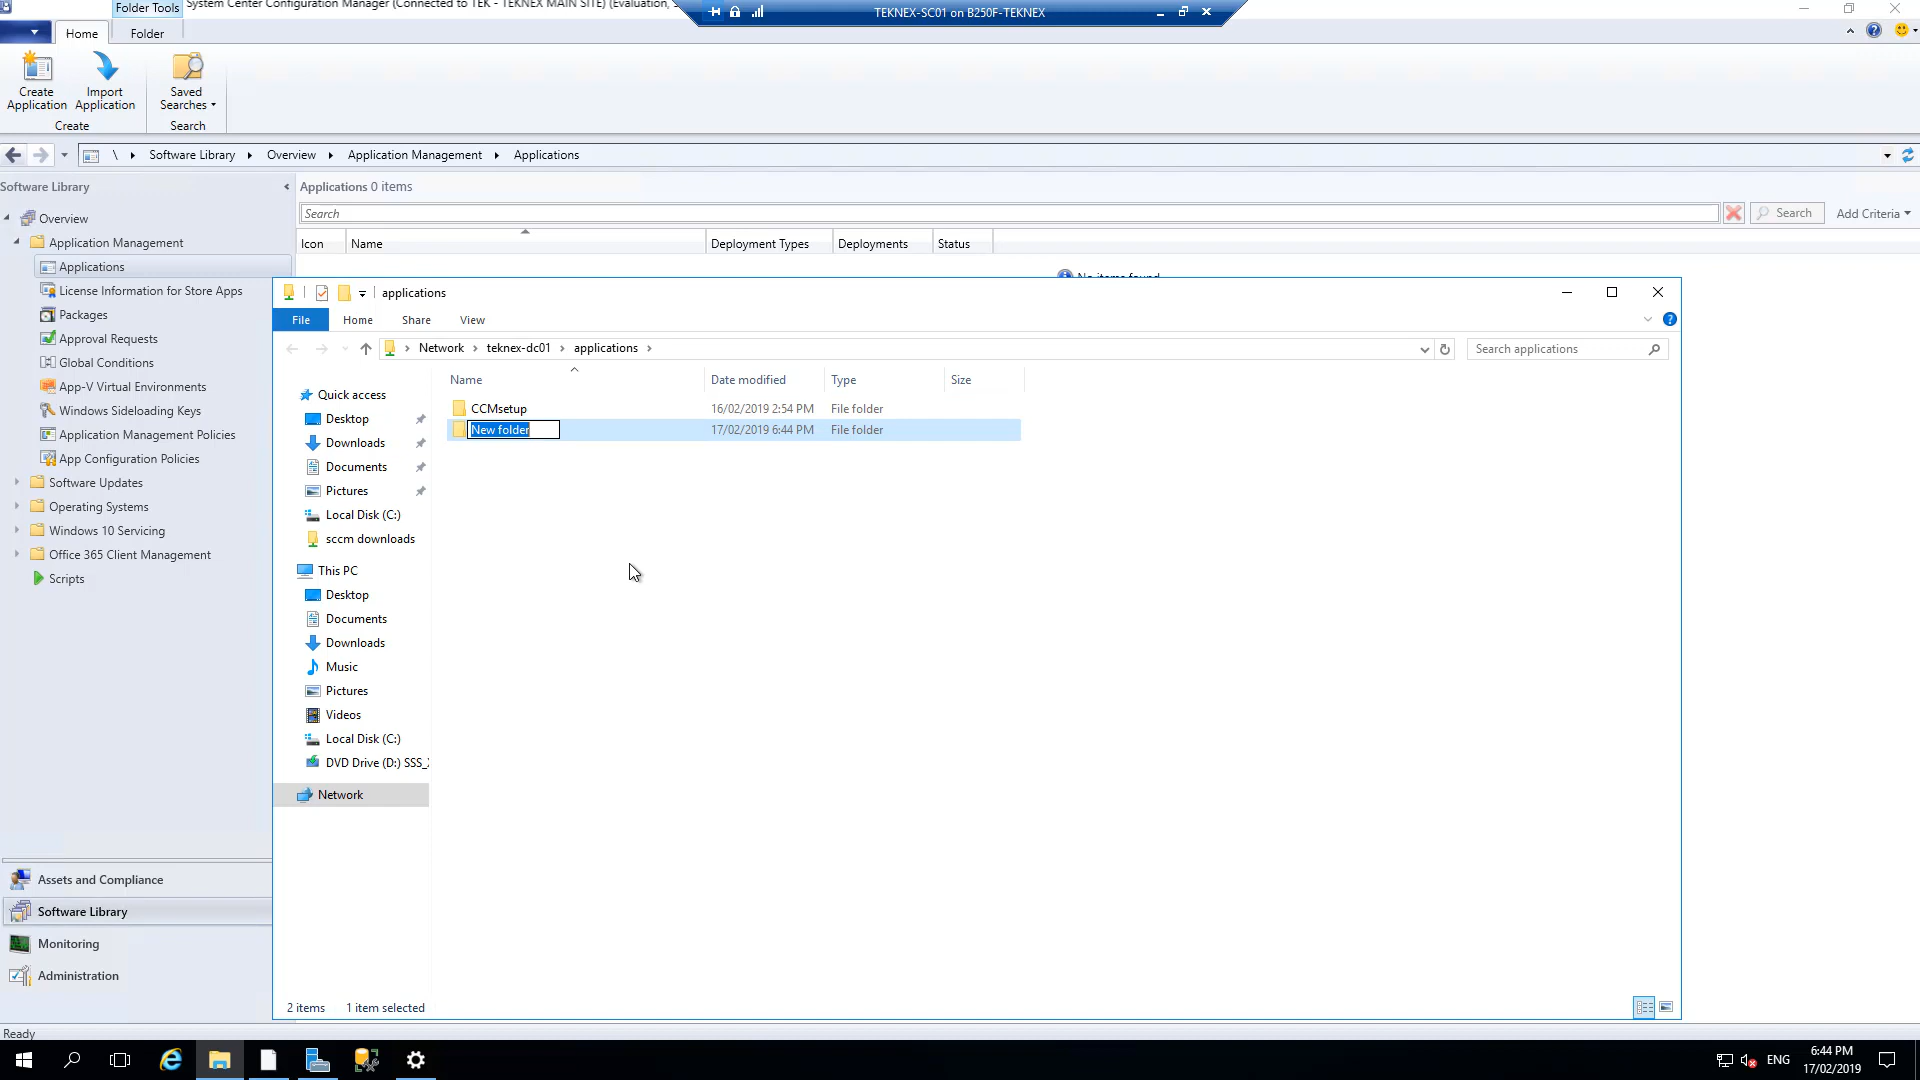 Folder Tools
System Center Configuration Manager (Connected to TEK - TEKNEX MAIN SITE) (Evaluation,
TEKNEX-SC01 on B250F-TEKNEX
Home
Folder
Create Application
Import Application
Saved Searches
Create
Search
\ Software Library Overview Application Management Applications
Software Library
Applications 0 items
Search
Search
Add Criteria
Icon Name Deployment Types Deployments Status
No items found
Overview
Application Management
Applications
License Information for Store Apps
Packages
Approval Requests
Global Conditions
App-V Virtual Environments
Windows Sideloading Keys
Application Management Policies
App Configuration Policies
Software Updates
Operating Systems
Windows 10 Servicing
Office 365 Client Management
Scripts
Assets and Compliance
Software Library
Monitoring
Administration
Ready
applications
File Home Share View
Network teknex-dc01 applications
Search applications
Name Date modified Type Size
CCMsetup 16/02/2019 2:54 PM File folder
New folder 17/02/2019 6:44 PM File folder
Quick access
Desktop
Downloads
Documents
Pictures
Local Disk (C:)
sccm downloads
This PC
Desktop
Documents
Downloads
Music
Pictures
Videos
Local Disk (C:)
DVD Drive (D:) SSS_
Network
2 items 1 item selected
ENG
6:44 PM
17/02/2019